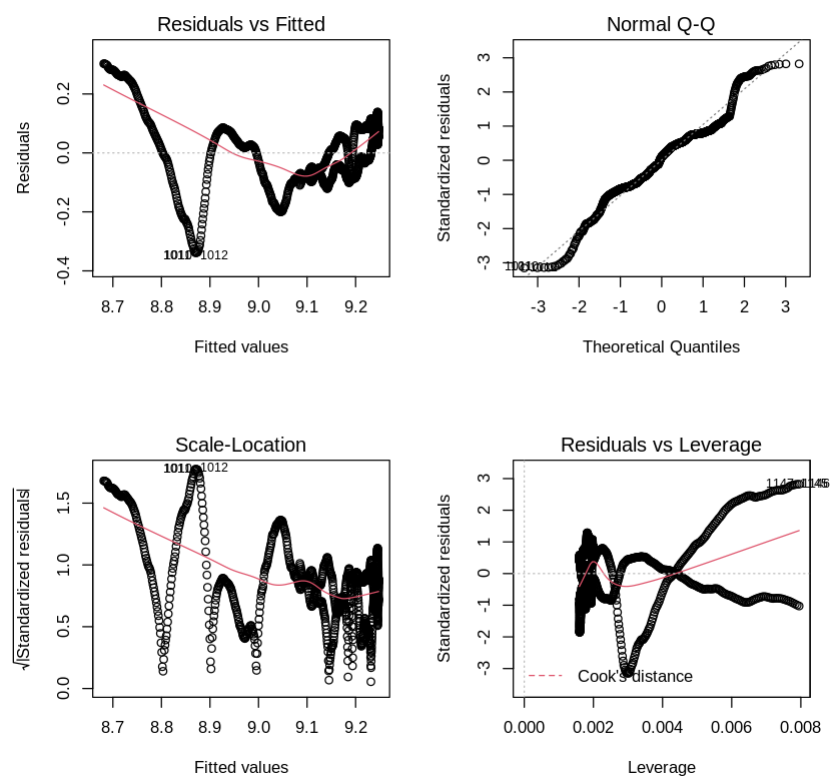 Residuals vs Fitted
Residuals
0.2
0.0
-0.2
-0.4
1012
8.7 8.8 8.9 9.0 9.1 9.2
Fitted values
Normal Q-Q
Standardized residuals
3
2
1
0
-1
-2
-3
-3 -2 -1 0 1 2 3
Theoretical Quantiles
Scale-Location
√|Standardized residuals|
1.5
1.0
0.5
0.0
1012
8.7 8.8 8.9 9.0 9.1 9.2
Fitted values
Residuals vs Leverage
Standardized residuals
3
2
1
0
-1
-2
-3
Cook's distance
0.000 0.002 0.004 0.006 0.008
Leverage